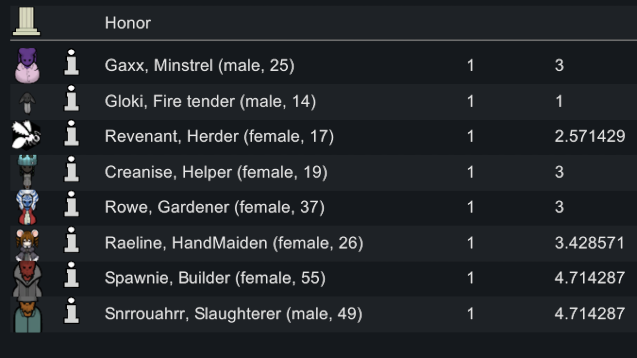 Honor
Gaxx, Minstrel (male, 25) 1 3
Gloki, Fire tender (male, 14) 1 1
Revenant, Herder (female, 17) 1 2.571429
Creanise, Helper (female, 19) 1 3
Rowe, Gardener (female, 37) 1 3
Raeline, HandMaiden (female, 26) 1 3.428571
Spawnie, Builder (female, 55) 1 4.714287
Snrrouahrr, Slaughterer (male, 49) 1 4.714287